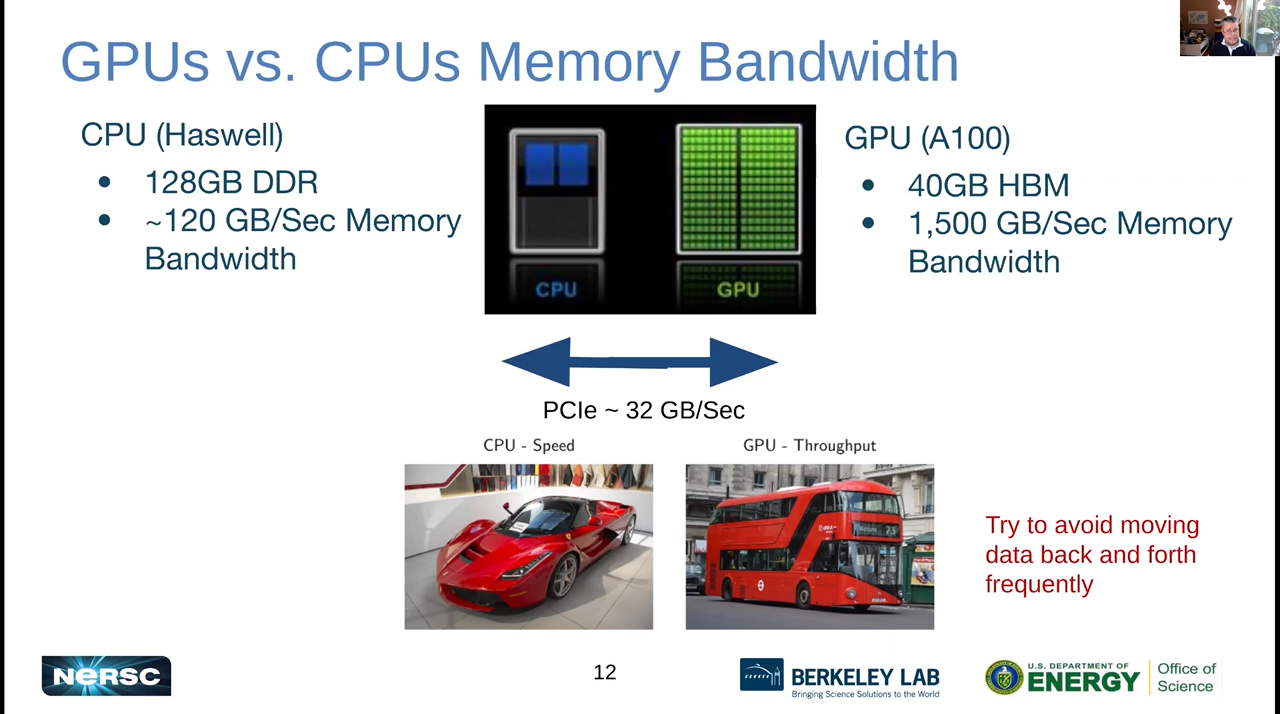 GPUs vs. CPUs Memory Bandwidth
CPU (Haswell)
• 128GB DDR
• ~120 GB/Sec Memory
Bandwidth
CPU
GPU
GPU (A100)
• 40GB HBM
• 1,500 GB/Sec Memory
Bandwidth
PCIe ~ 32 GB/Sec
CPU - Speed
GPU - Throughput
Try to avoid moving
data back and forth
frequently
NERSC
12
BERKELEY LAB
Bringing Science Solutions to the World
U.S. DEPARTMENT OF
ENERGY
Office of
Science